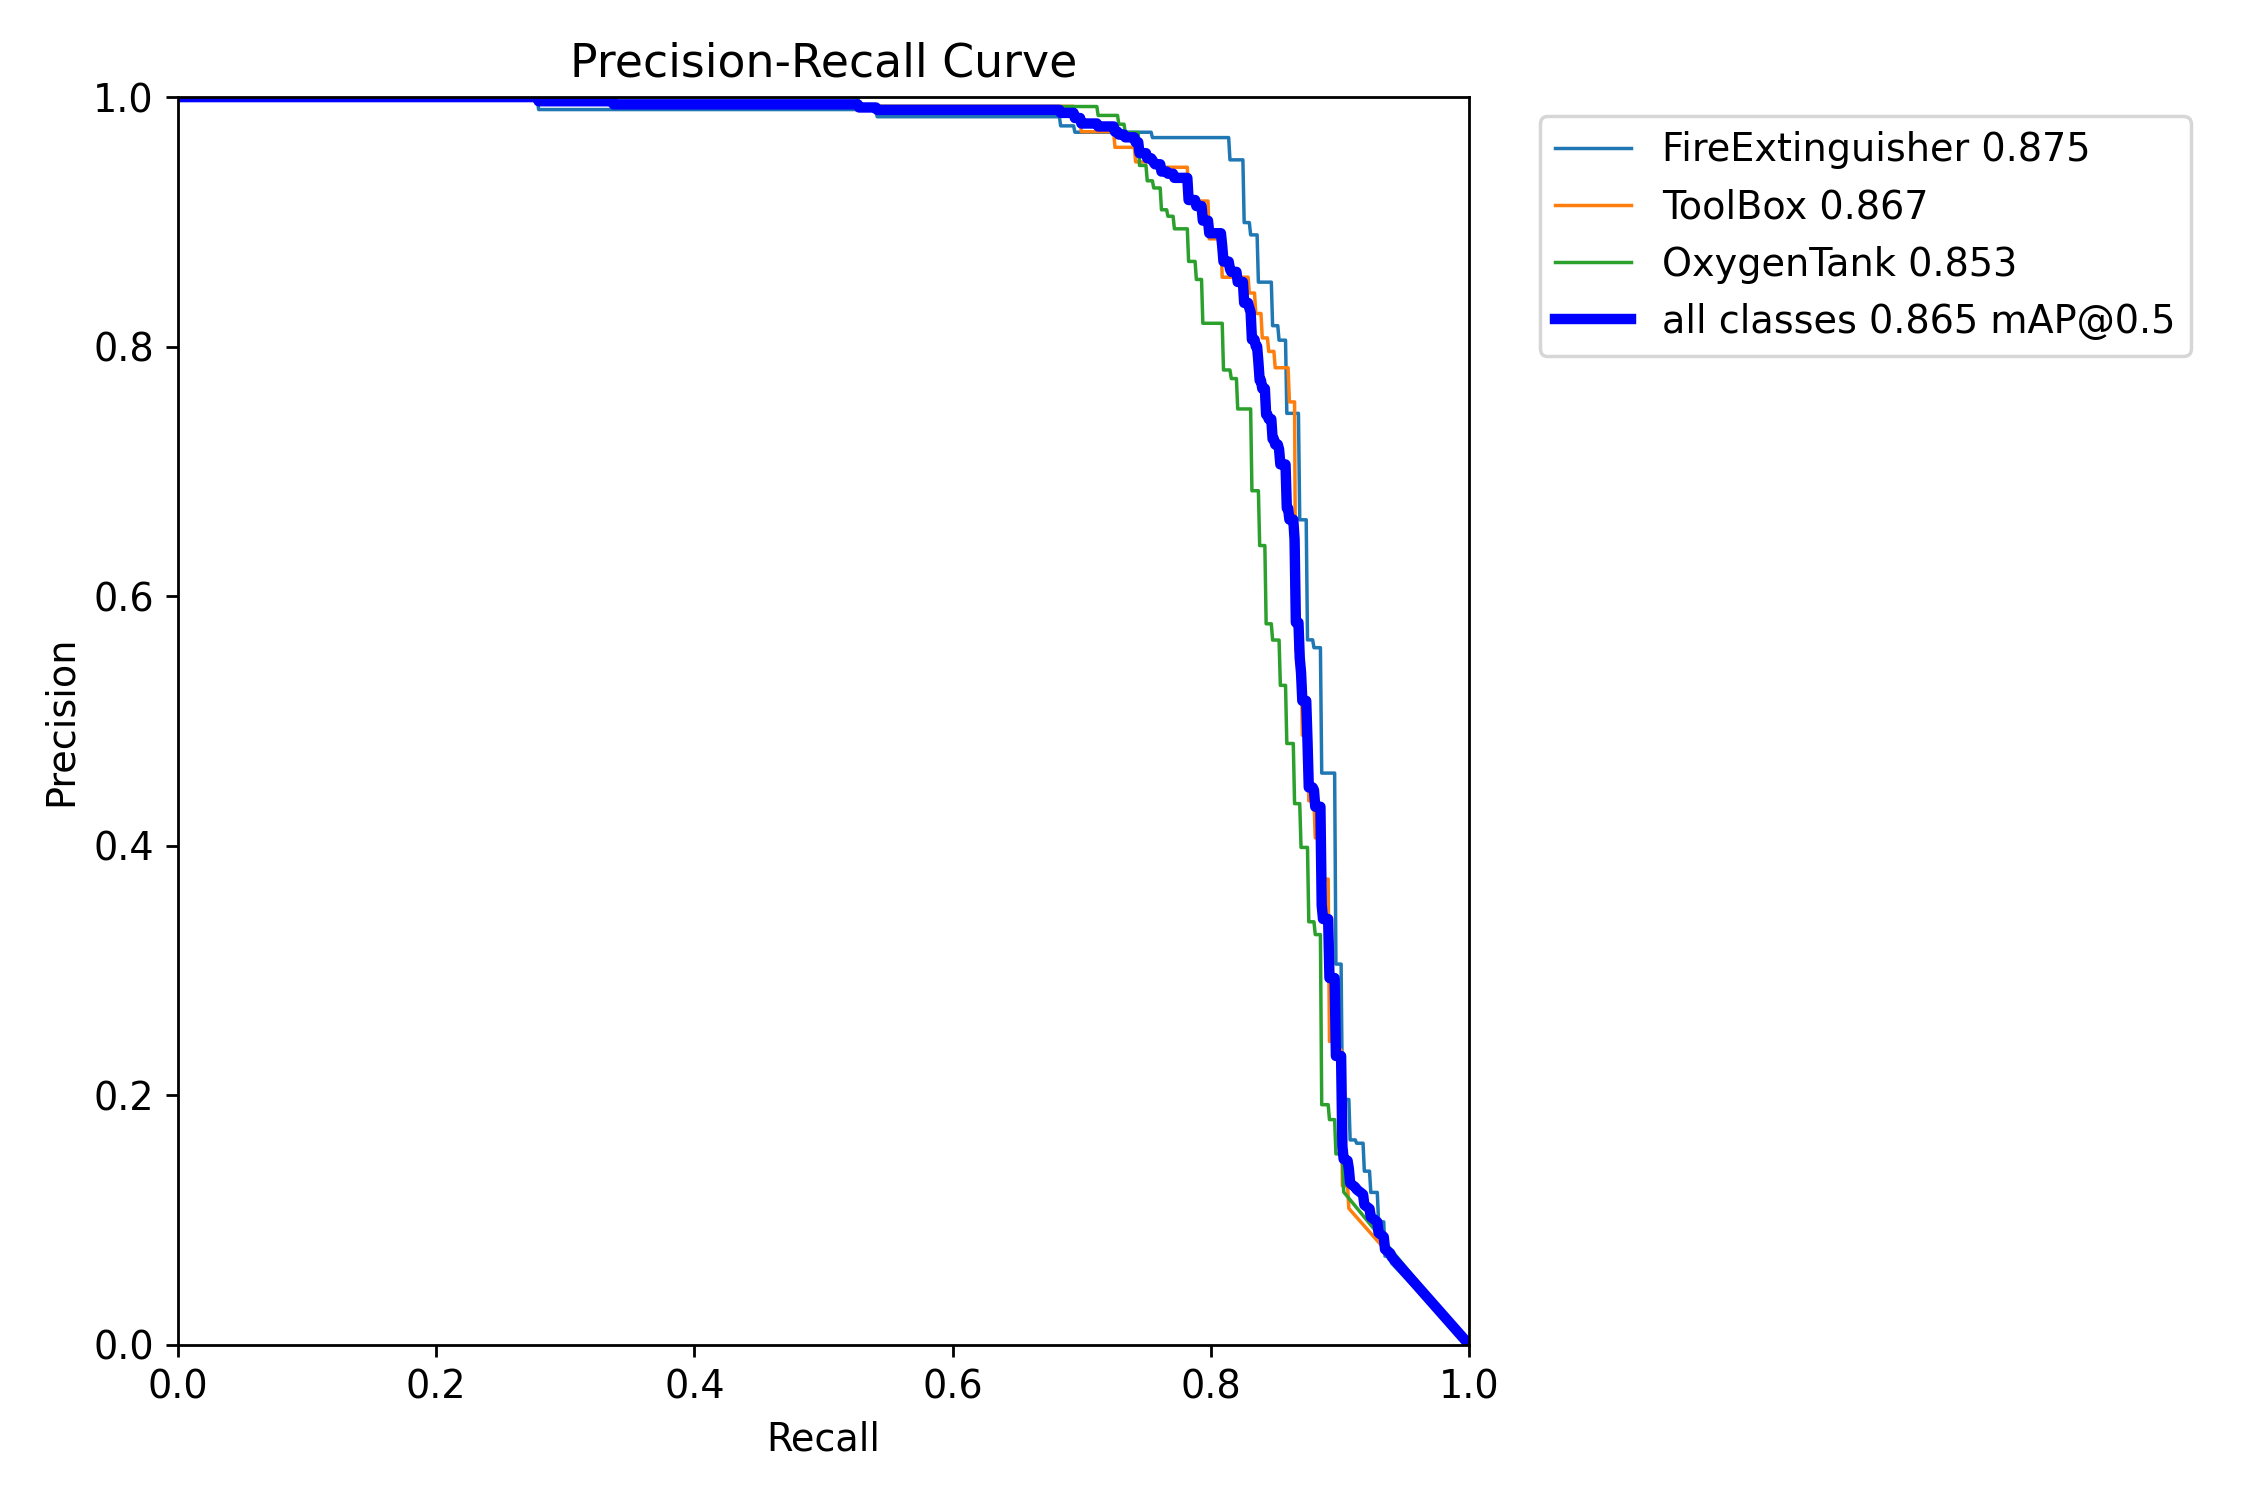 Precision-Recall Curve
1.0
0.8
0.6
0.4
0.2
0.0
Precision
0.0 0.2 0.4 0.6 0.8 1.0
Recall
FireExtinguisher 0.875
ToolBox 0.867
OxygenTank 0.853
all classes 0.865 mAP@0.5